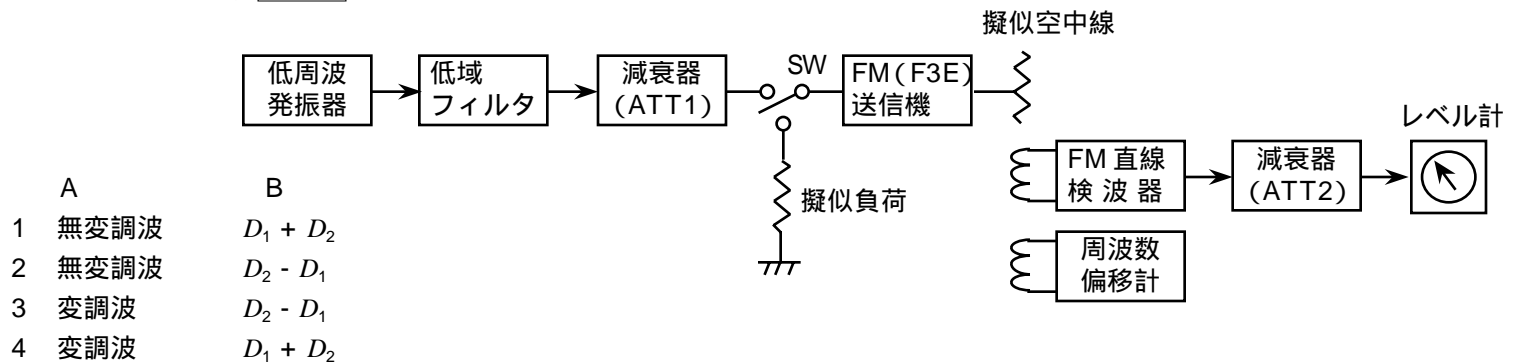 擬似空中線
低周波
発振器
低域
フィルタ
減衰器
(ATT1)
SW
FM(F3E)
送信機
レベル計
擬似負荷
FM 直線
検 波 器
減衰器
(ATT2)
周波数
偏移計
A B
1 無変調波 D₁ + D₂
2 無変調波 D₂ - D₁
3 変調波 D₂ - D₁
4 変調波 D₁ + D₂